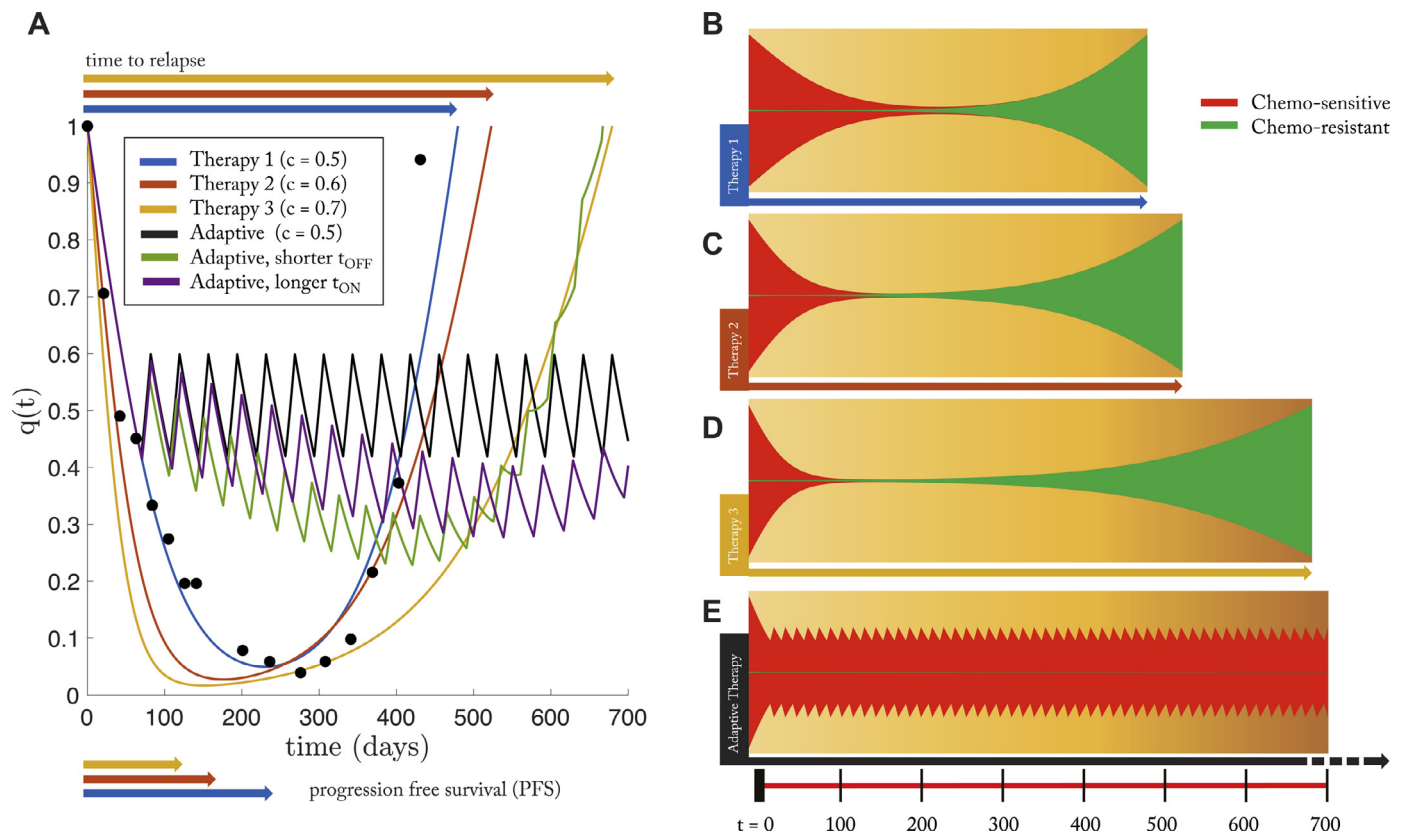 A
time to relapse
1
0.9
0.8
0.7
0.6
0.5
0.4
0.3
0.2
0.1
0
q(t)
Therapy 1 (c = 0.5)
Therapy 2 (c = 0.6)
Therapy 3 (c = 0.7)
Adaptive (c = 0.5)
Adaptive, shorter tOFF
Adaptive, longer tON
0 100 200 300 400 500 600 700
time (days)
progression free survival (PFS)
B
Therapy 1
Chemo-sensitive
Chemo-resistant
C
Therapy 2
D
Therapy 3
E
Adaptive Therapy
t = 0 100 200 300 400 500 600 700